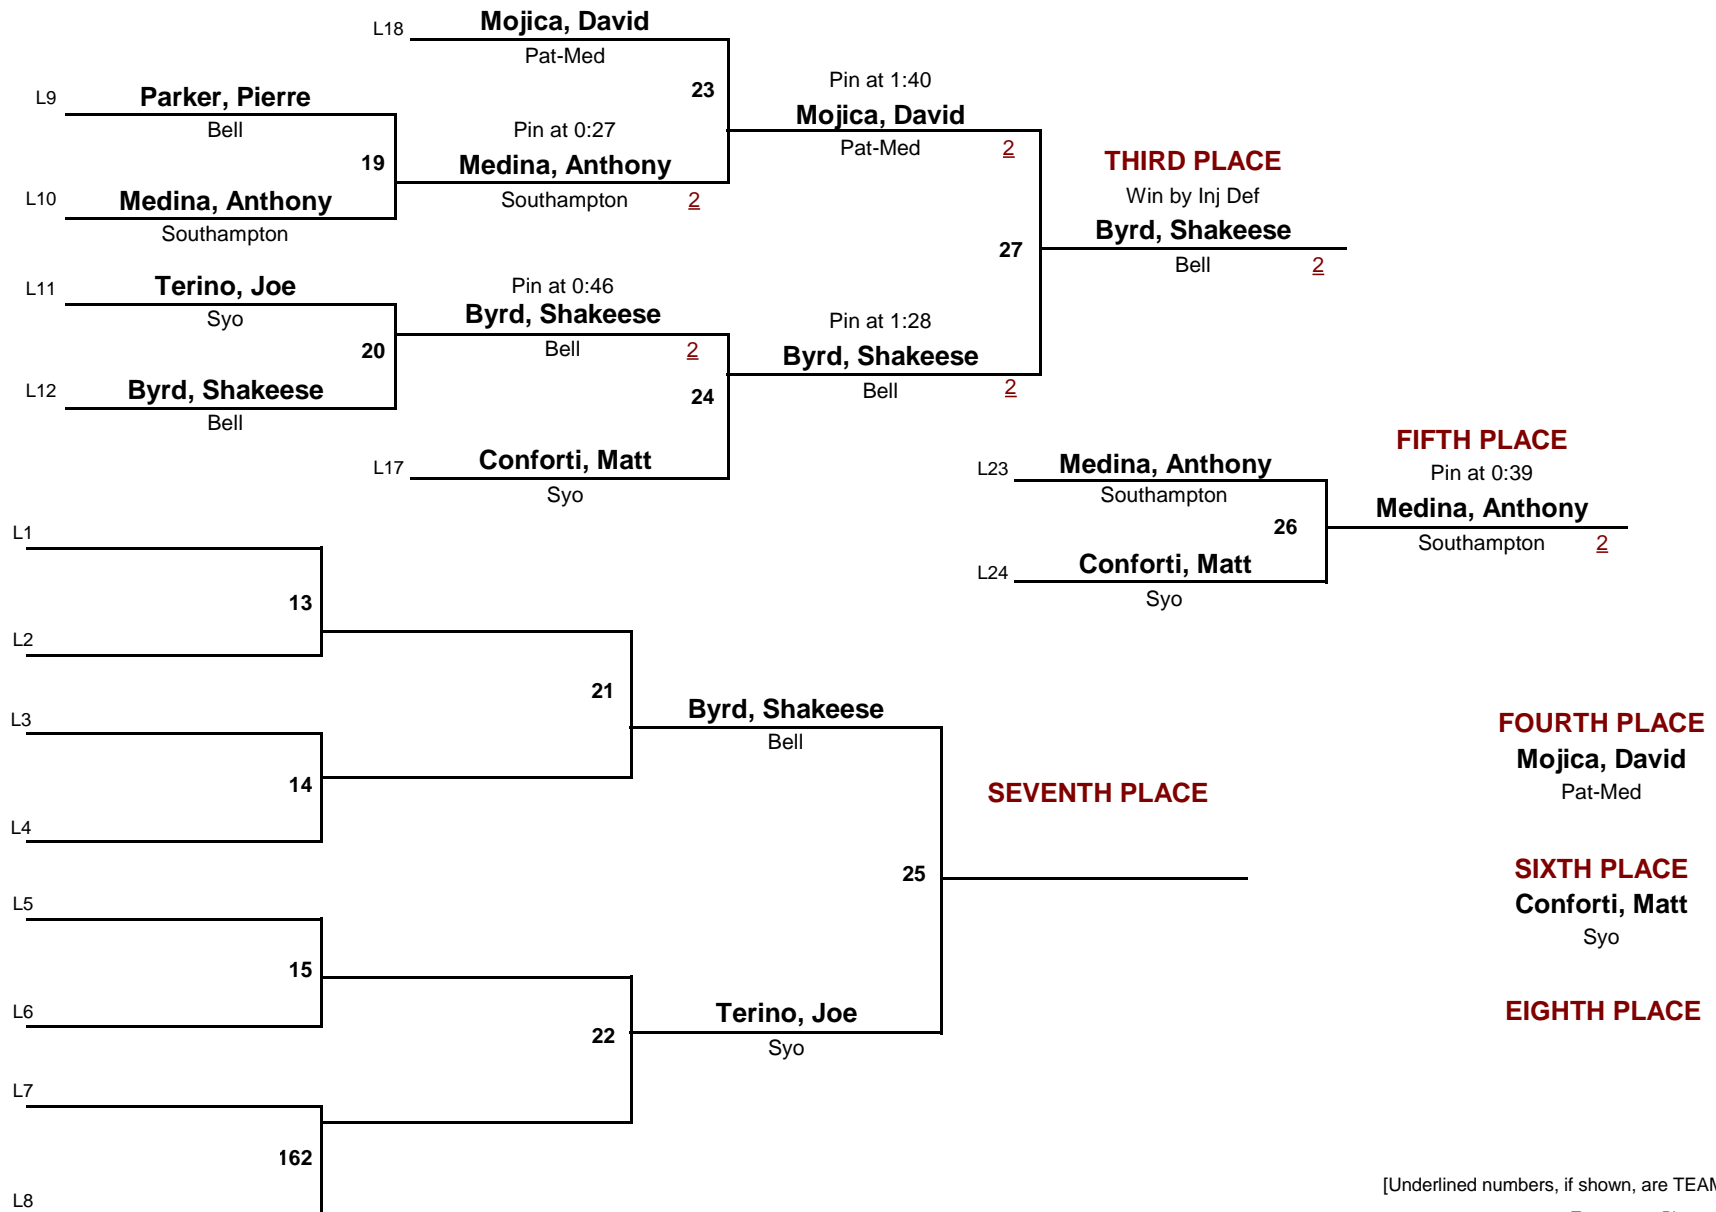 L18 Mojica, David
Pat-Med
23
L9 Parker, Pierre
Bell
Pin at 0:27
19
Medina, Anthony
Southampton 2
L10 Medina, Anthony
Southampton
Pin at 1:40
Mojica, David
Pat-Med 2
THIRD PLACE
Win by Inj Def
Byrd, Shakeese
Bell 2
27
L11 Terino, Joe
Syo
Pin at 0:46
Byrd, Shakeese
Bell 2
20
L12 Byrd, Shakeese
Bell
24
Pin at 1:28
Byrd, Shakeese
Bell 2
L17 Conforti, Matt
Syo
L23 Medina, Anthony
Southampton
26
L24 Conforti, Matt
Syo
FIFTH PLACE
Pin at 0:39
Medina, Anthony
Southampton 2
L1
13
L2
21
L3
14
L4
Byrd, Shakeese
Bell
SEVENTH PLACE
25
L5
15
L6
22
Terino, Joe
Syo
L7
162
L8
FOURTH PLACE
Mojica, David
Pat-Med
SIXTH PLACE
Conforti, Matt
Syo
EIGHTH PLACE
[Underlined numbers, if shown, are TEAM